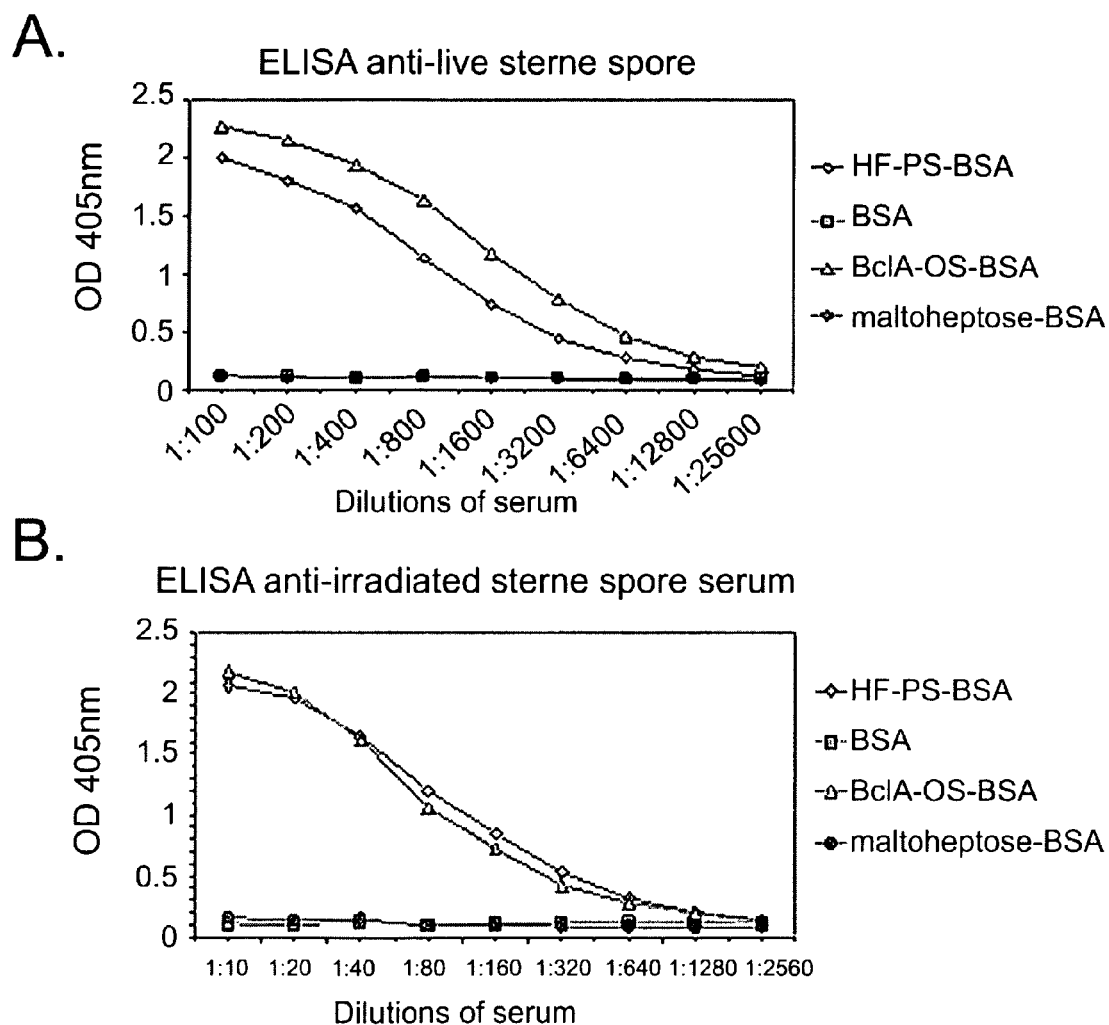 A.
ELISA anti-live sterne spore
2.5
2
1.5
1
0.5
0
OD 405nm
1:100
1:200
1:400
1:800
1:1600
1:3200
1:6400
1:12800
1:25600
Dilutions of serum
HF-PS-BSA
BSA
BclA-OS-BSA
maltoheptose-BSA
B.
ELISA anti-irradiated sterne spore serum
2.5
2
1.5
1
0.5
0
OD 405nm
1:10 1:20 1:40 1:80 1:160 1:320 1:640 1:1280 1:2560
Dilutions of serum
HF-PS-BSA
BSA
BclA-OS-BSA
maltoheptose-BSA